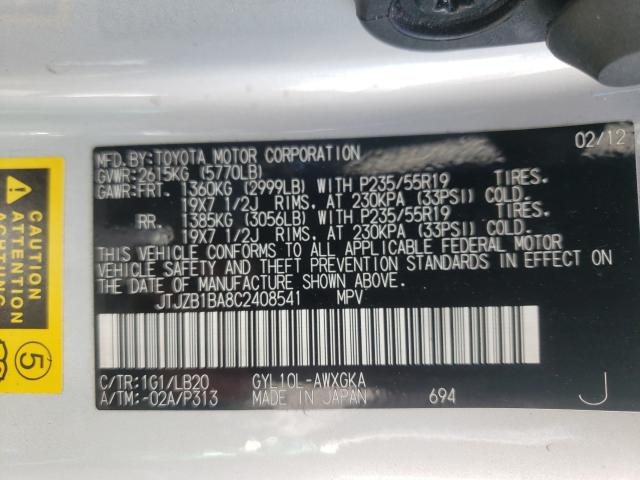 02/12
MFD.BY:TOYOTA MOTOR CORPORATION
GVWR:2615KG (5770LB)
GAWR:FRT. 1360KG (2999LB) WITH P235/55R19 TIRES.
19X7 1/2J RIMS. AT 230KPA (33PSI) COLD.
RR. 1385KG (3056LB) WITH P235/55R19 TIRES.
19X7 1/2J RIMS. AT 230KPA (33PSI) COLD.
THIS VEHICLE CONFORMS TO ALL APPLICABLE FEDERAL MOTOR
VEHICLE SAFETY AND THEFT PREVENTION STANDARDS IN EFFECT ON
THE DATE OF MANUFACTURE SHOWN ABOVE.
JTJZB1BA8C2408541 MPV
C/TR:1G1/LB20 GYL10L-AWXGKA
A/TM:-02A/P313 MADE IN JAPAN 694 J
CAUTION
ACHTUNG
5